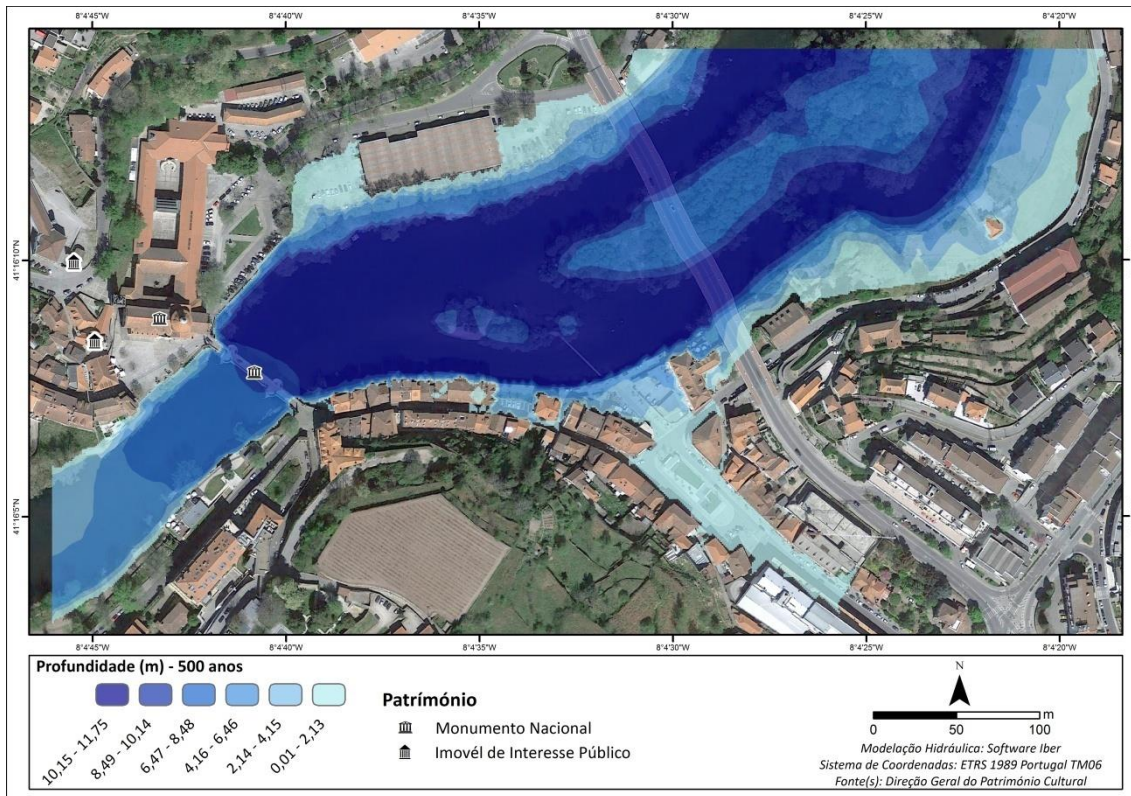 8°4'45"W 8°4'40"W 8°4'35"W 8°4'30"W 8°4'25"W 8°4'20"W
41°16'10"N
41°16'5"N
8°4'45"W 8°4'40"W 8°4'35"W 8°4'30"W 8°4'25"W 8°4'20"W
Profundidade (m) - 500 anos
10,15 - 11,75
8,49 - 10,14
6,47 - 8,48
4,16 - 6,46
2,14 - 4,15
0,01 - 2,13
Patrímónio
Monumento Nacional
Imovél de Interesse Público
N
m
0 50 100
Modelação Hidráulica: Software Iber
Sistema de Coordenadas: ETRS 1989 Portugal TM06
Fonte(s): Direção Geral do Património Cultural